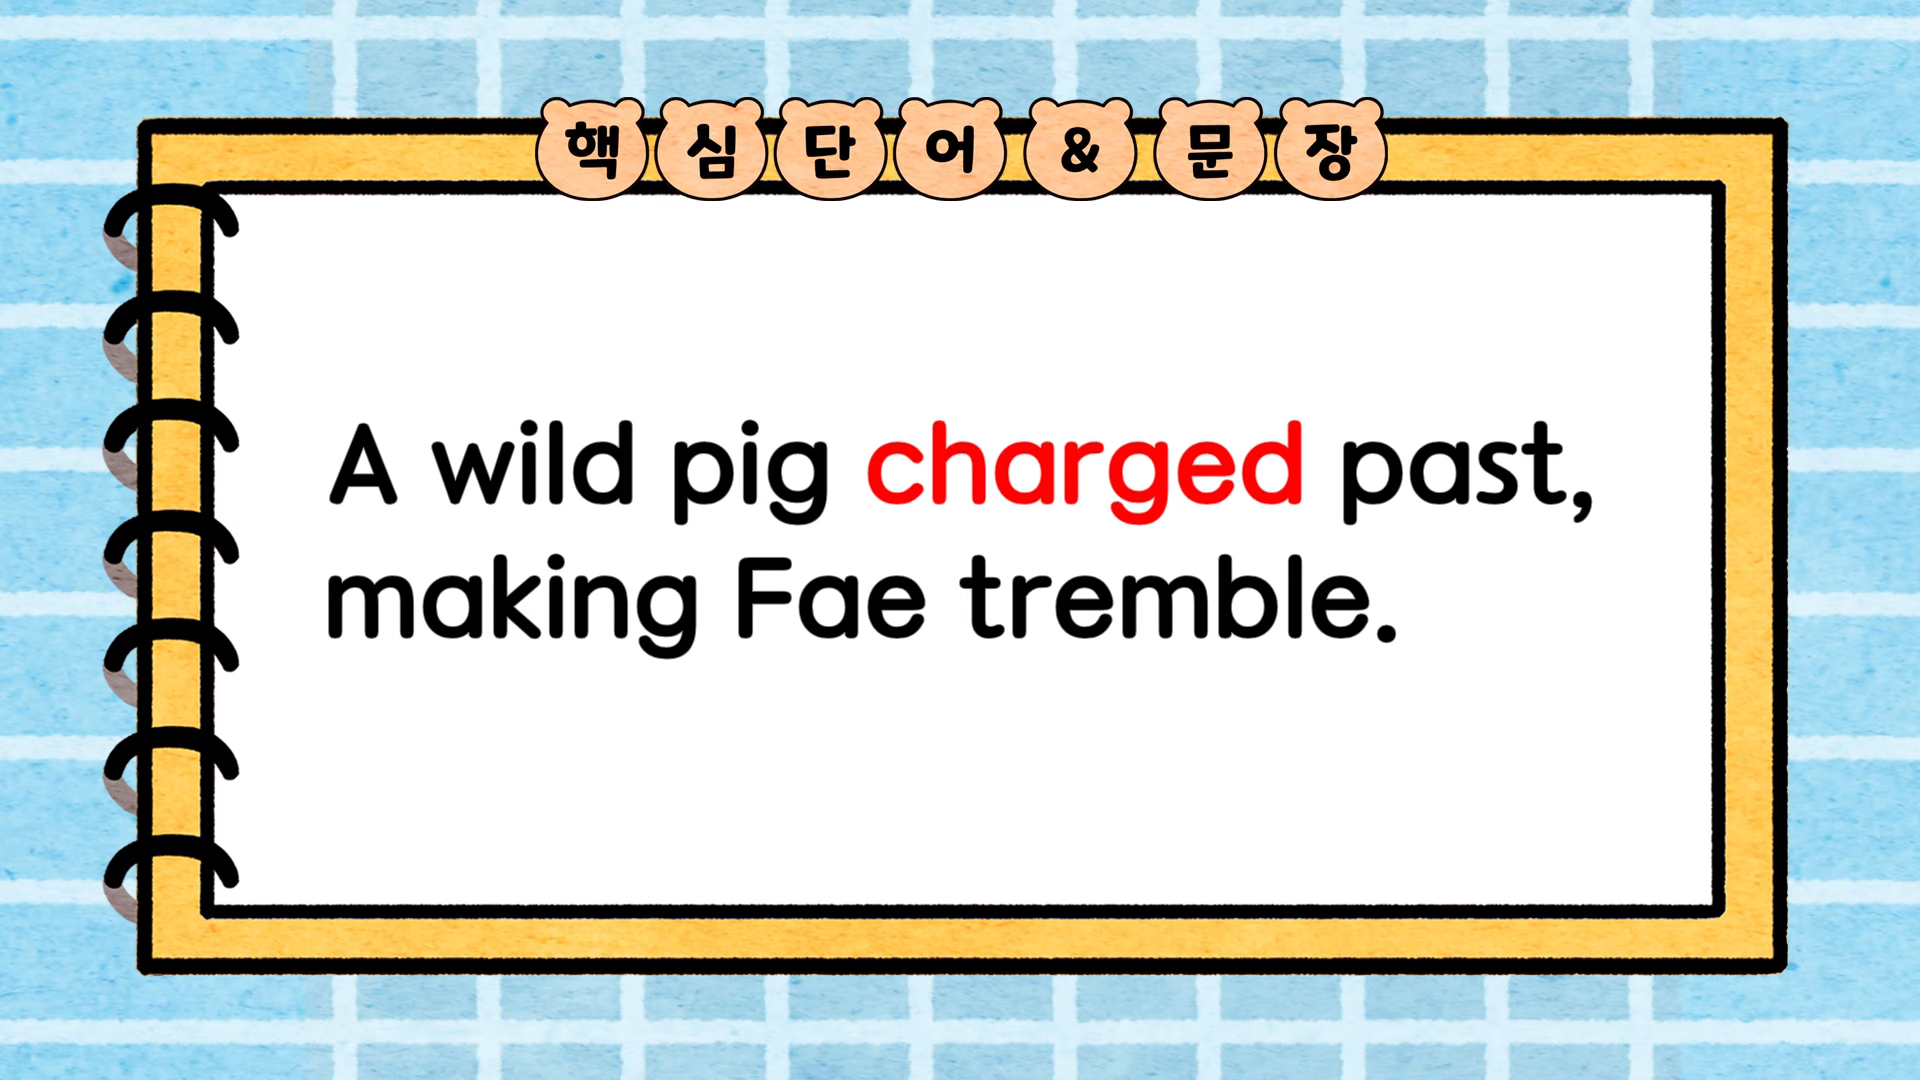 핵심단어 & 문장
A wild pig charged past,
making Fae tremble.